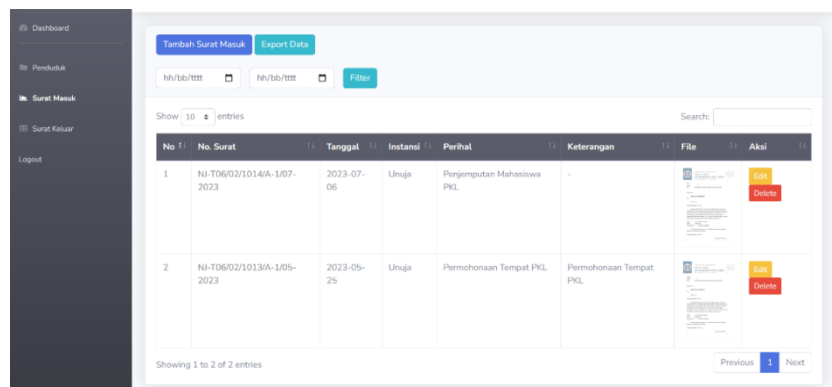 Dashboard
Penduduk
Surat Masuk
Surat Keluar
Logout
Tambah Surat Masuk Export Data
hh/bb/tttt hh/bb/tttt Filter
Show 10 entries Search:
No No. Surat Tanggal Instansi Perihal Keterangan File Aksi
1 NJ-T06/02/1014/A-1/07- 2023-07- Unuja Penjemputan Mahasiswa - Edit
2023 06 PKL Delete
2 NJ-T06/02/1013/A-1/05- 2023-05- Unuja Permohonaan Tempat PKL Permohonaan Tempat Edit
2023 25 PKL Delete
Showing 1 to 2 of 2 entries Previous 1 Next